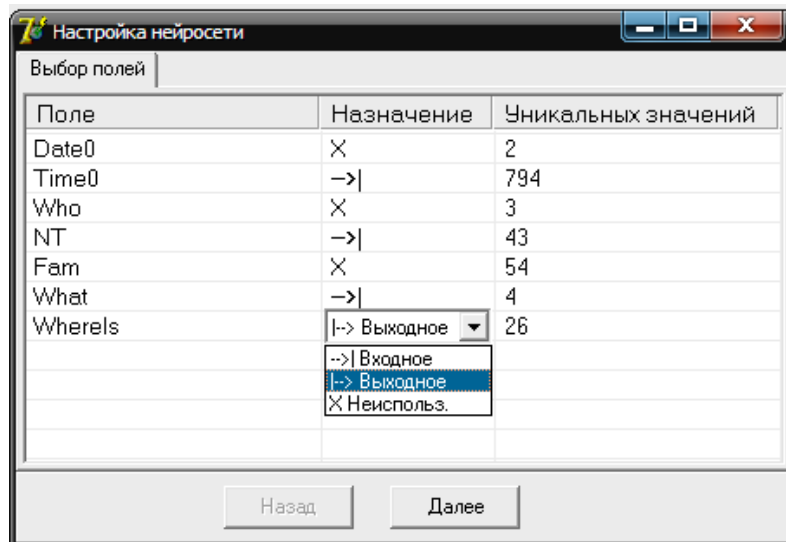 Настройка нейросети
Выбор полей
Поле Назначение Уникальных значений
Date0 X 2
Time0 -->| 794
Who X 3
NT -->| 43
Fam X 54
What -->| 4
WhereIs |--> Выходное 26
-->| Входное
|--> Выходное
X Неиспольз.
Назад Далее